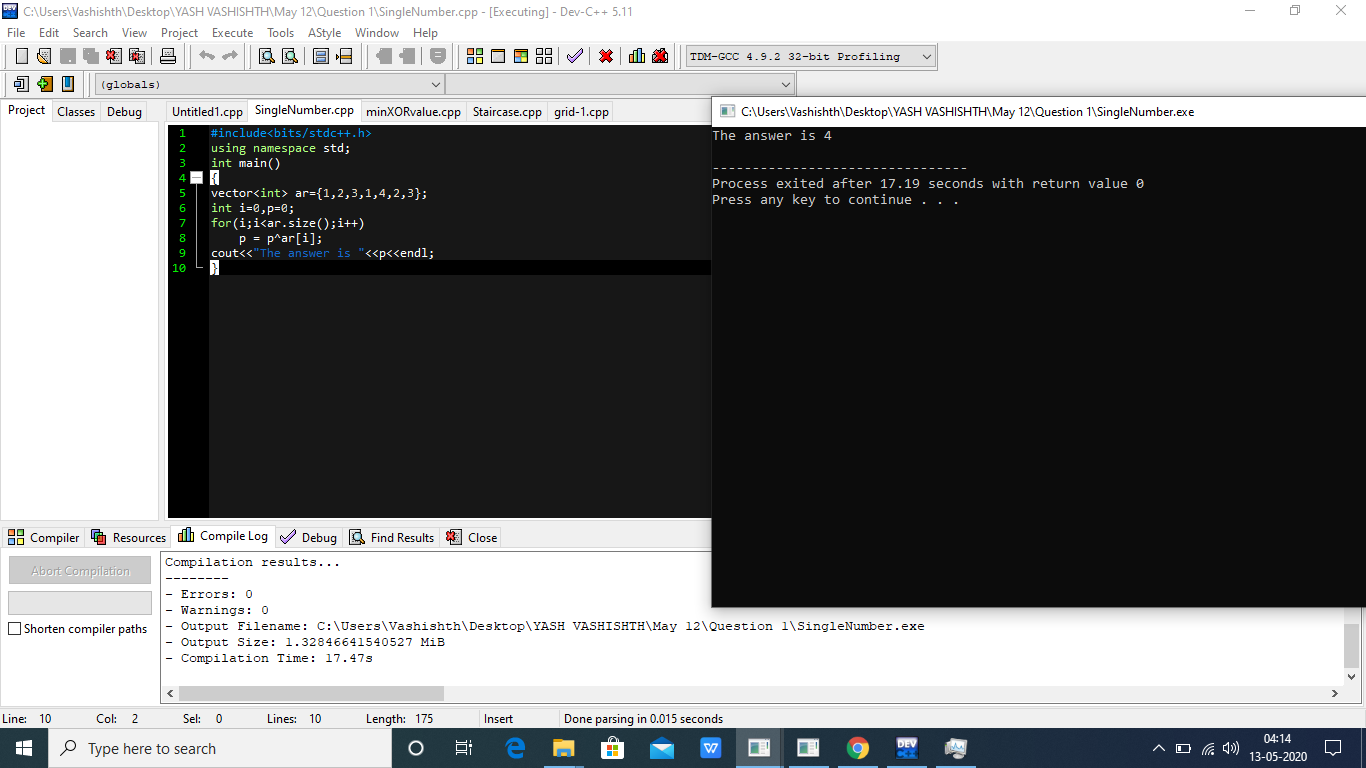 C:\Users\Vashishth\Desktop\YASH VASHISHTH\May 12\Question 1\SingleNumber.cpp - [Executing] - Dev-C++ 5.11
File Edit Search View Project Execute Tools AStyle Window Help
TDM-GCC 4.9.2 32-bit Profiling
(globals)
Project Classes Debug
Untitled1.cpp SingleNumber.cpp minXORvalue.cpp Staircase.cpp grid-1.cpp
1 #include<bits/stdc++.h>
2 using namespace std;
3 int main()
4 {
5 vector<int> ar={1,2,3,1,4,2,3};
6 int i=0,p=0;
7 for(i;i<ar.size();i++)
8 p = p^ar[i];
9 cout<<"The answer is "<<p<<endl;
10 }
C:\Users\Vashishth\Desktop\YASH VASHISHTH\May 12\Question 1\SingleNumber.exe
The answer is 4
--------------------------------
Process exited after 17.19 seconds with return value 0
Press any key to continue . . .
Compiler Resources Compile Log Debug Find Results Close
Abort Compilation
Shorten compiler paths
Compilation results...
--------
- Errors: 0
- Warnings: 0
- Output Filename: C:\Users\Vashishth\Desktop\YASH VASHISHTH\May 12\Question 1\SingleNumber.exe
- Output Size: 1.32846641540527 MiB
- Compilation Time: 17.47s
Line: 10 Col: 2 Sel: 0 Lines: 10 Length: 175 Insert Done parsing in 0.015 seconds
Type here to search
DEV
04:14
13-05-2020